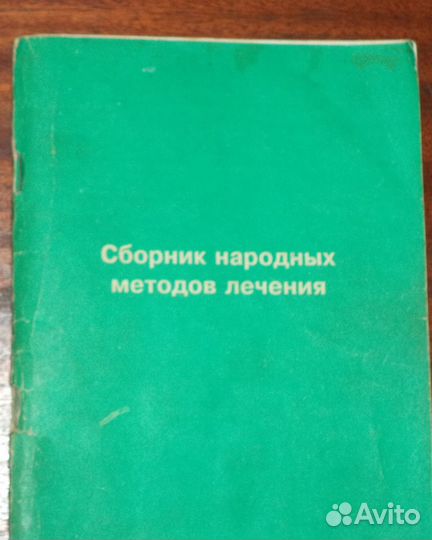 Сборник народных
методов лечения
Avito